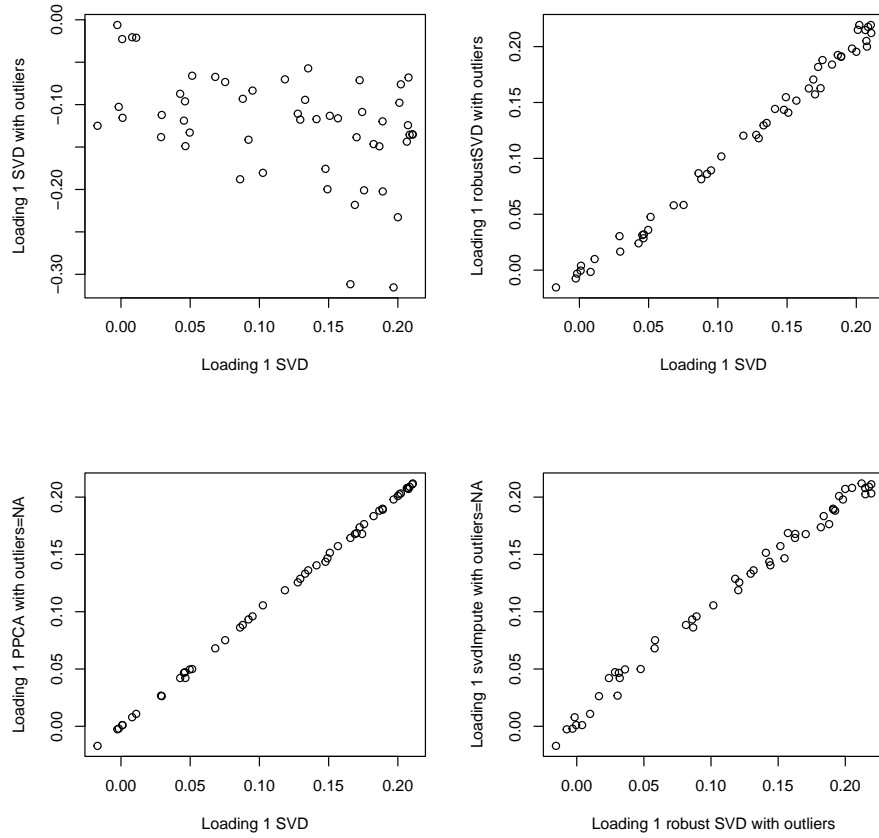 0.00
−0.10
−0.20
−0.30
Loading 1 SVD with outliers
0.00 0.05 0.10 0.15 0.20
Loading 1 SVD
0.20
0.15
0.10
0.05
0.00
Loading 1 robustSVD with outliers
0.00 0.05 0.10 0.15 0.20
Loading 1 SVD
0.20
0.15
0.10
0.05
0.00
Loading 1 PPCA with outliers=NA
0.00 0.05 0.10 0.15 0.20
Loading 1 SVD
0.20
0.15
0.10
0.05
0.00
Loading 1 svdImpute with outliers=NA
0.00 0.05 0.10 0.15 0.20
Loading 1 robust SVD with outliers